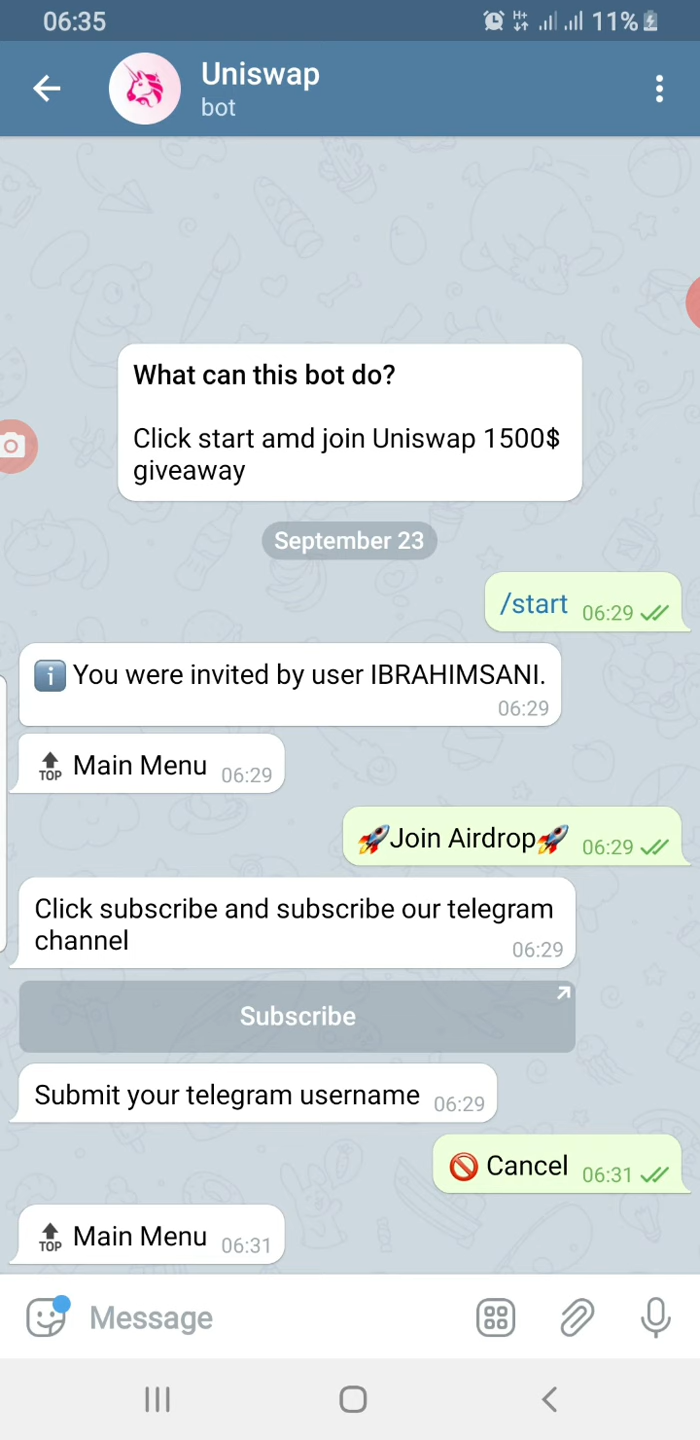 06:35
11%
Uniswap
bot
What can this bot do?
Click start amd join Uniswap 1500$
giveaway
September 23
/start 06:29
You were invited by user IBRAHIMSANI.
06:29
TOP Main Menu 06:29
🚀Join Airdrop🚀 06:29
Click subscribe and subscribe our telegram
channel 06:29
Subscribe
Submit your telegram username 06:29
🚫 Cancel 06:31
TOP Main Menu 06:31
Message